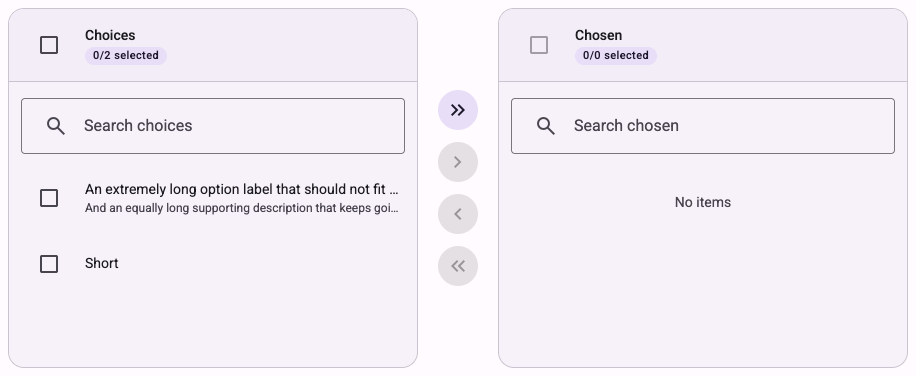 Choices
0/2 selected
Search choices
An extremely long option label that should not fit ...
And an equally long supporting description that keeps goi...
Short
Chosen
0/0 selected
Search chosen
No items